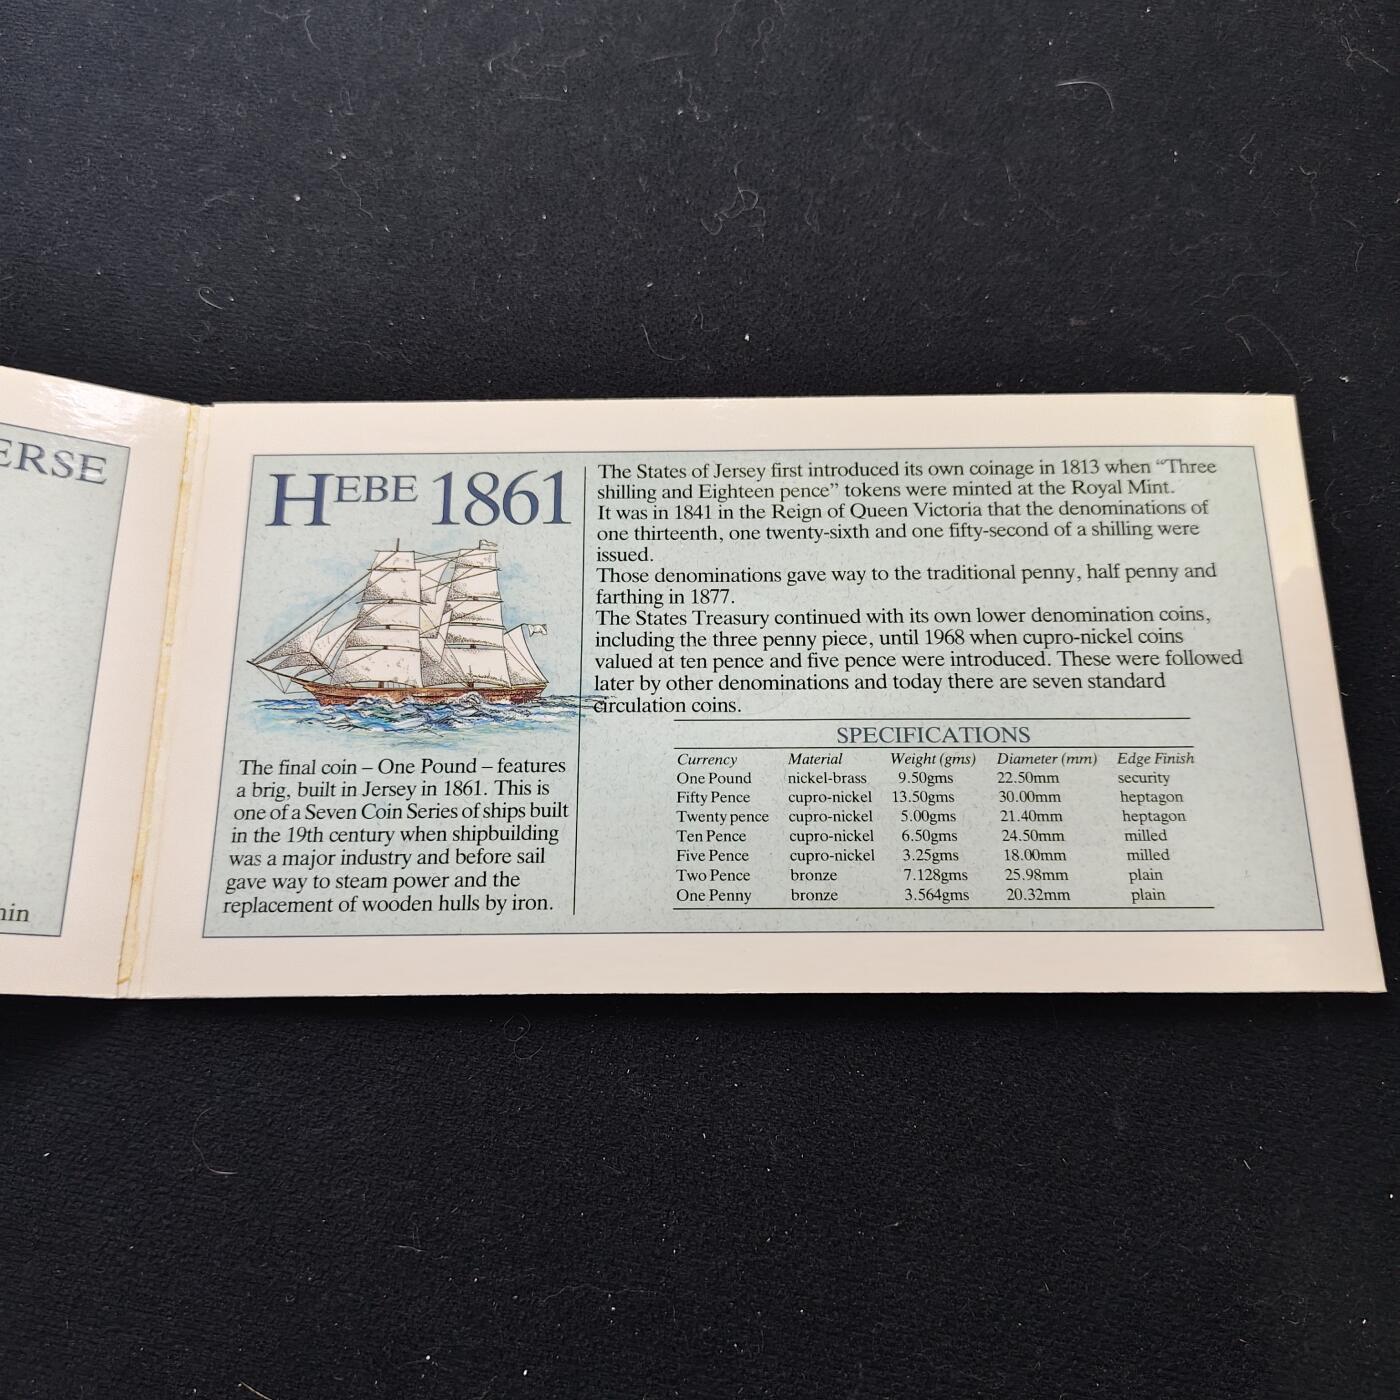 ERSE
hin
HEBE 1861
The final coin – One Pound – features
a brig, built in Jersey in 1861. This is
one of a Seven Coin Series of ships built
in the 19th century when shipbuilding
was a major industry and before sail
gave way to steam power and the
replacement of wooden hulls by iron.
The States of Jersey first introduced its own coinage in 1813 when “Three
shilling and Eighteen pence” tokens were minted at the Royal Mint.
It was in 1841 in the Reign of Queen Victoria that the denominations of
one thirteenth, one twenty-sixth and one fifty-second of a shilling were
issued.
Those denominations gave way to the traditional penny, half penny and
farthing in 1877.
The States Treasury continued with its own lower denomination coins,
including the three penny piece, until 1968 when cupro-nickel coins
valued at ten pence and five pence were introduced. These were followed
later by other denominations and today there are seven standard
circulation coins.
SPECIFICATIONS
Currency Material Weight (gms) Diameter (mm) Edge Finish
One Pound nickel-brass 9.50gms 22.50mm security
Fifty Pence cupro-nickel 13.50gms 30.00mm heptagon
Twenty pence cupro-nickel 5.00gms 21.40mm heptagon
Ten Pence cupro-nickel 6.50gms 24.50mm milled
Five Pence cupro-nickel 3.25gms 18.00mm milled
Two Pence bronze 7.128gms 25.98mm plain
One Penny bronze 3.564gms 20.32mm plain